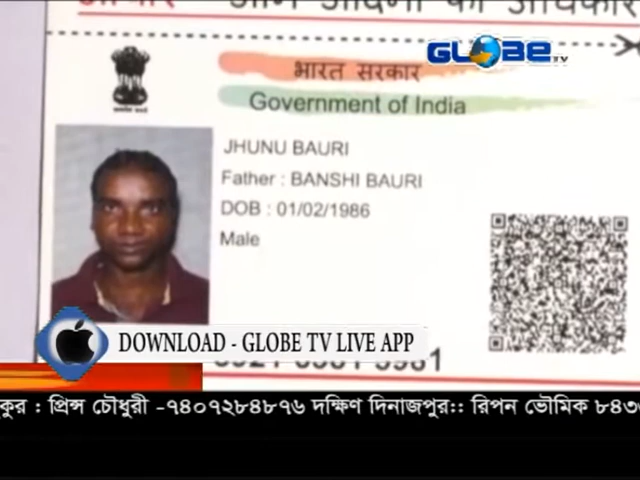 GLOBE TV
भारत सरकार
Government of India
JHUNU BAURI
Father : BANSHI BAURI
DOB : 01/02/1986
Male
DOWNLOAD - GLOBE TV LIVE APP
প্রিন্স চৌধুরী -৭৪০৭২৮৪৮৭৬ দক্ষিণ দিনাজপুর:: রিপন ভৌমিক